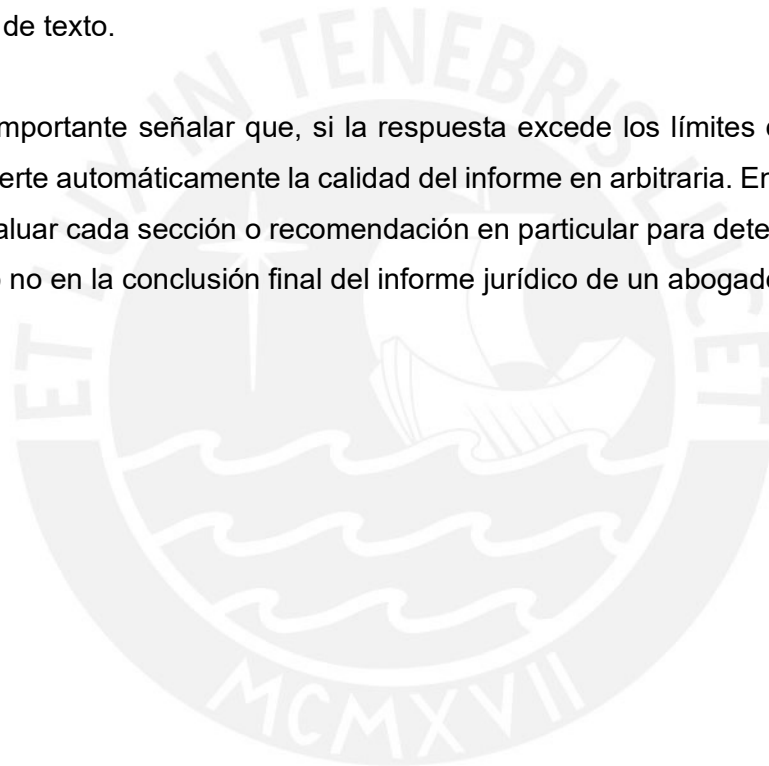 de texto.
mportante señalar que, si la respuesta excede los límites
erte automáticamente la calidad del informe en arbitraria. En
aluar cada sección o recomendación en particular para dete
no en la conclusión final del informe jurídico de un abogad
ET LUX IN TENEBRIS LUCET
MCMXVII